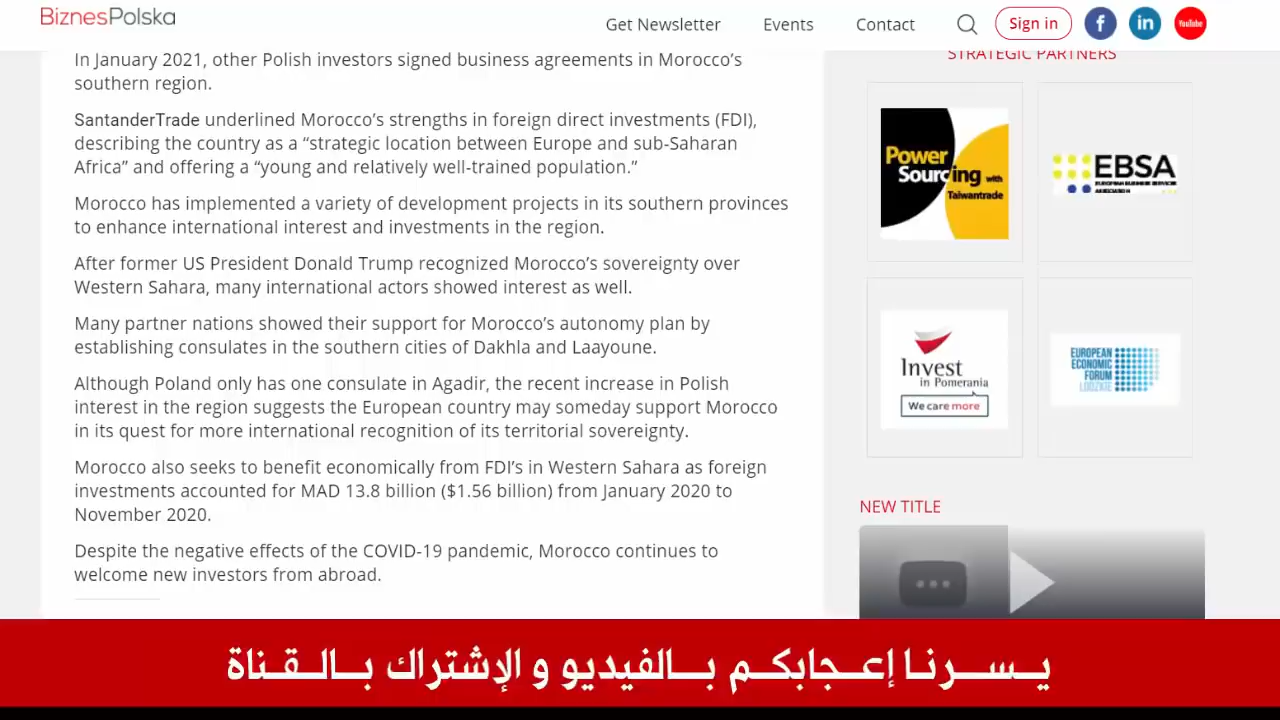 BiznesPolska
Get Newsletter
Events
Contact
Sign in
f
in
YouTube
In January 2021, other Polish investors signed business agreements in Morocco’s
southern region.
SantanderTrade underlined Morocco’s strengths in foreign direct investments (FDI),
describing the country as a “strategic location between Europe and sub-Saharan
Africa” and offering a “young and relatively well-trained population.”
Morocco has implemented a variety of development projects in its southern provinces
to enhance international interest and investments in the region.
After former US President Donald Trump recognized Morocco’s sovereignty over
Western Sahara, many international actors showed interest as well.
Many partner nations showed their support for Morocco’s autonomy plan by
establishing consulates in the southern cities of Dakhla and Laayoune.
Although Poland only has one consulate in Agadir, the recent increase in Polish
interest in the region suggests the European country may someday support Morocco
in its quest for more international recognition of its territorial sovereignty.
Morocco also seeks to benefit economically from FDI’s in Western Sahara as foreign
investments accounted for MAD 13.8 billion ($1.56 billion) from January 2020 to
November 2020.
Despite the negative effects of the COVID-19 pandemic, Morocco continues to
welcome new investors from abroad.
STRATEGIC PARTNERS
Power
Sourcing with
Taiwantrade
EBSA
EUROPEAN BUSINESS SERVICES
ASSOCIATION
Invest
in Pomerania
We care more
EUROPEAN
ECONOMIC
FORUM
LODZKIE
NEW TITLE
يـسـرنـا إعـجابكـم بـالفيديو و الإشتراك بـالـقـناة